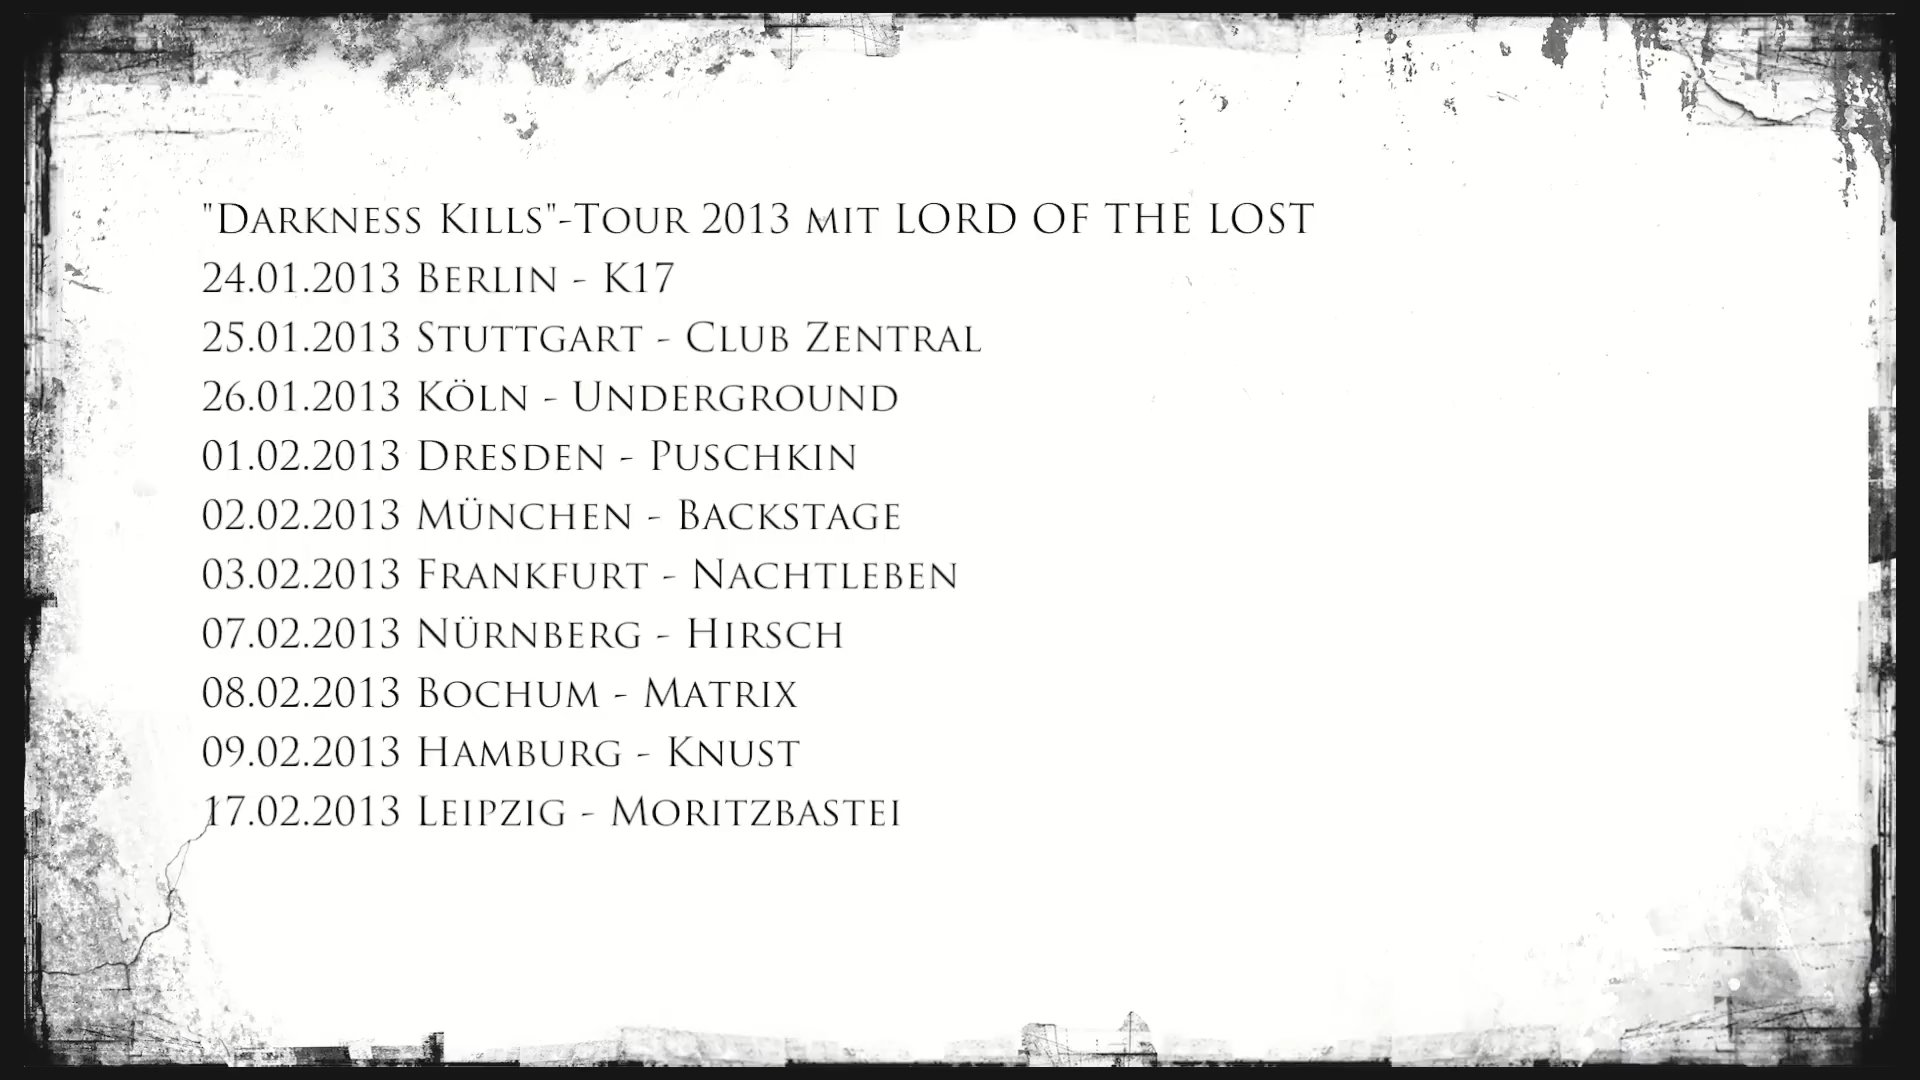 "Darkness Kills"-Tour 2013 mit LORD OF THE LOST
24.01.2013 Berlin - K17
25.01.2013 Stuttgart - Club Zentral
26.01.2013 Köln - Underground
01.02.2013 Dresden - Puschkin
02.02.2013 München - Backstage
03.02.2013 Frankfurt - Nachtleben
07.02.2013 Nürnberg - Hirsch
08.02.2013 Bochum - Matrix
09.02.2013 Hamburg - Knust
17.02.2013 Leipzig - Moritzbastei